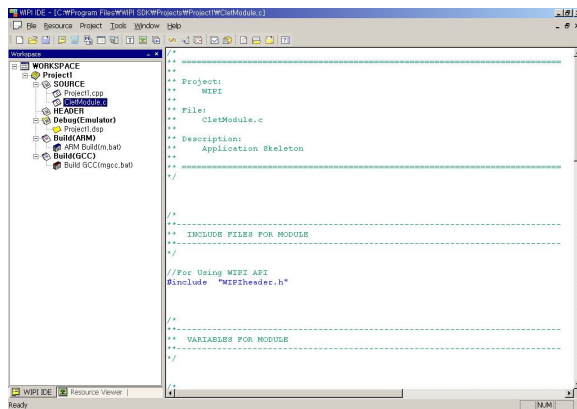 WIPI IDE - [C:₩Program Files₩WIPI SDK₩Projects₩Project1₩CletModule.c]
File Resource Project Tools Window Help
Workspace
WORKSPACE
Project1
SOURCE
Project1.cpp
CletModule.c
HEADER
Debug(Emulator)
Project1.dsp
Build(ARM)
ARM Build(m.bat)
Build(GCC)
Build GCC(mgcc.bat)
WIPI IDE Resource Viewer
/*
** ==============================================================
**
** Project:
** WIPI
**
** File:
** CletModule.c
**
** Description:
** Application Skeleton
**
** ==============================================================
*/
/*
**---------------------------------------------------------------
** INCLUDE FILES FOR MODULE
**---------------------------------------------------------------
*/
//For Using WIPI API
#include "WIPIheader.h"
/*
**---------------------------------------------------------------
** VARIABLES FOR MODULE
**---------------------------------------------------------------
*/
/*
Ready NUM